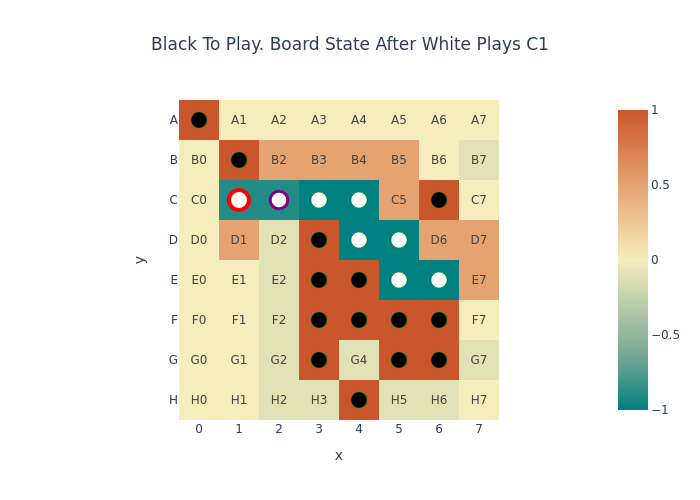 Black To Play. Board State After White Plays C1
A A1 A2 A3 A4 A5 A6 A7 1
B B0 B2 B3 B4 B5 B6 B7
C C0 C5 C7 0.5
D D0 D1 D2 D6 D7
y E E0 E1 E2 E7 0
F F0 F1 F2 F7 −0.5
G G0 G1 G2 G4 G7
H H0 H1 H2 H3 H5 H6 H7 −1
0 1 2 3 4 5 6 7
x